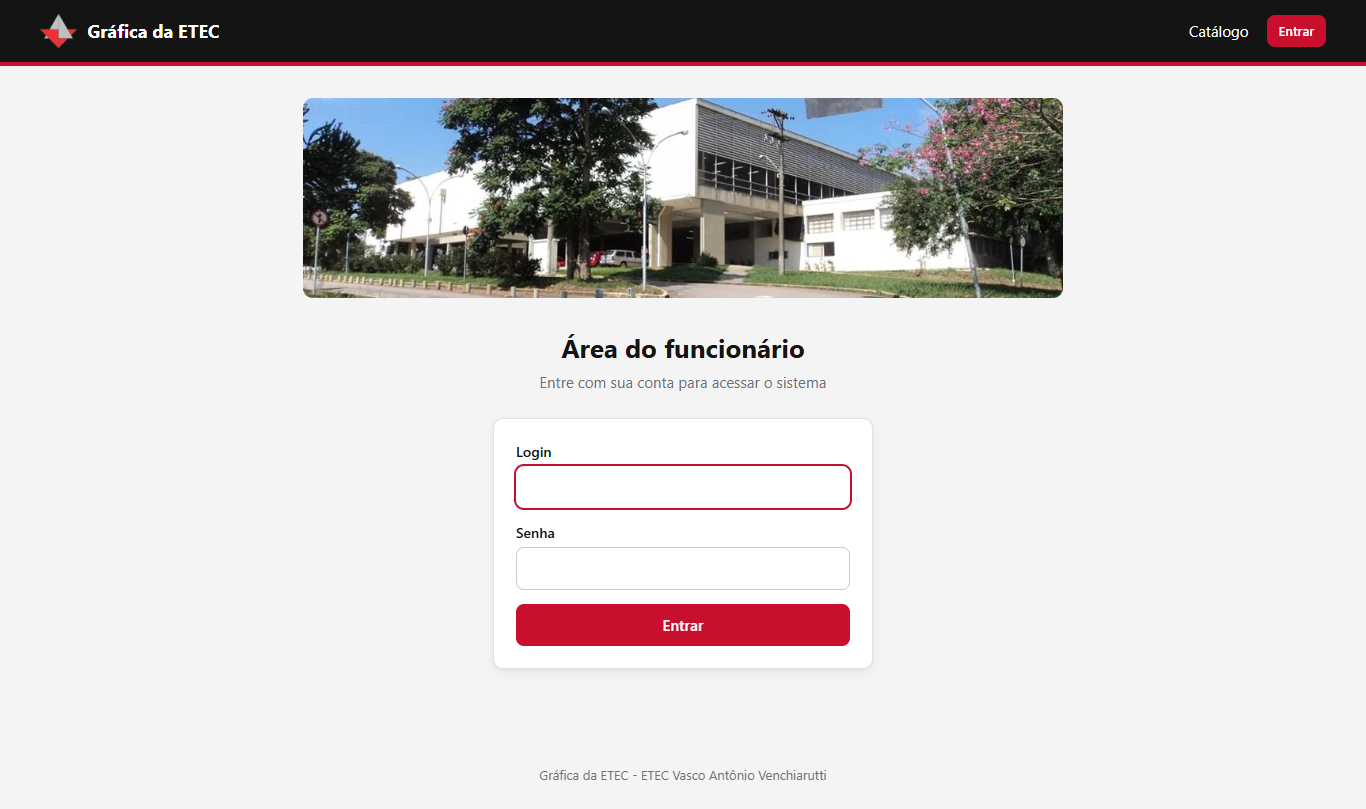 Gráfica da ETEC
Catálogo
Entrar
Área do funcionário
Entre com sua conta para acessar o sistema
Login
Senha
Entrar
Gráfica da ETEC - ETEC Vasco Antônio Venchiarutti